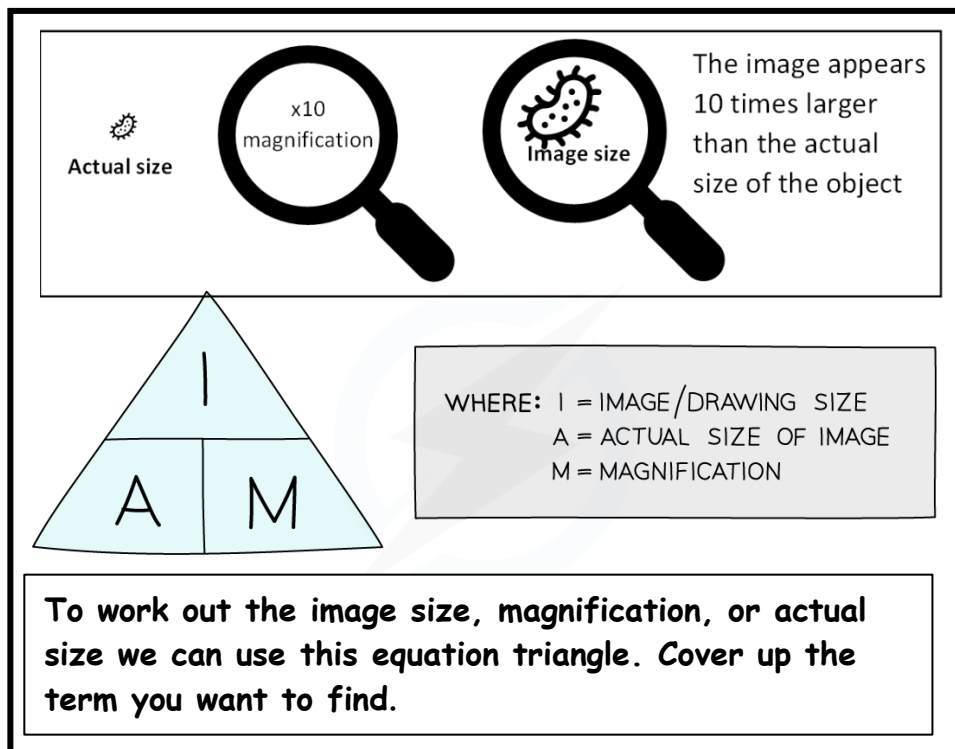 x10
magnification
Actual size
Image size
The image appears
10 times larger
than the actual
size of the object
I
A M
WHERE: I = IMAGE/DRAWING SIZE
A = ACTUAL SIZE OF IMAGE
M = MAGNIFICATION
To work out the image size, magnification, or actual
size we can use this equation triangle. Cover up the
term you want to find.